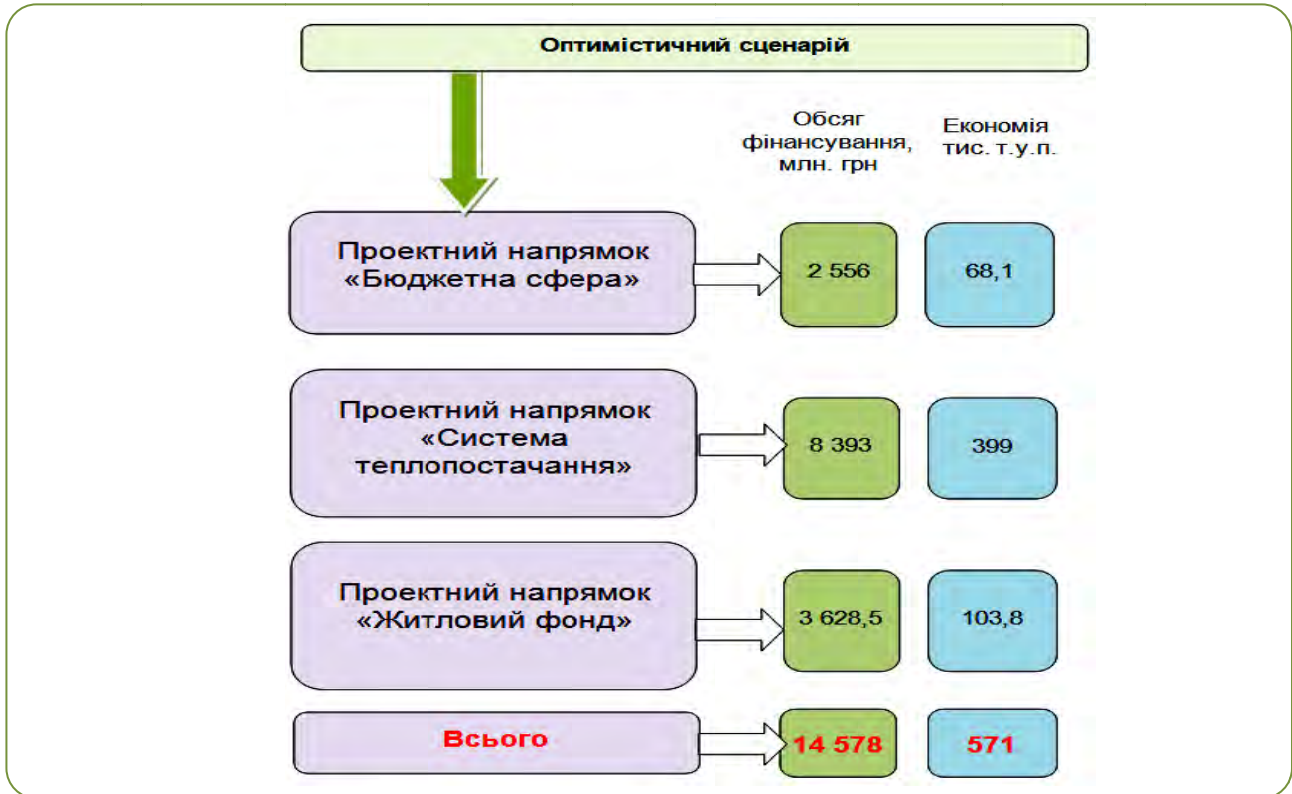 Оптимістичний сценарій
Обсяг
фінансування,
млн. грн
Економія
тис. т.у.п.
Проектний напрямок
«Бюджетна сфера»
2 556
68,1
Проектний напрямок
«Система
теплопостачання»
8 393
399
Проектний напрямок
«Житловий фонд»
3 628,5
103,8
Всього
14 578
571